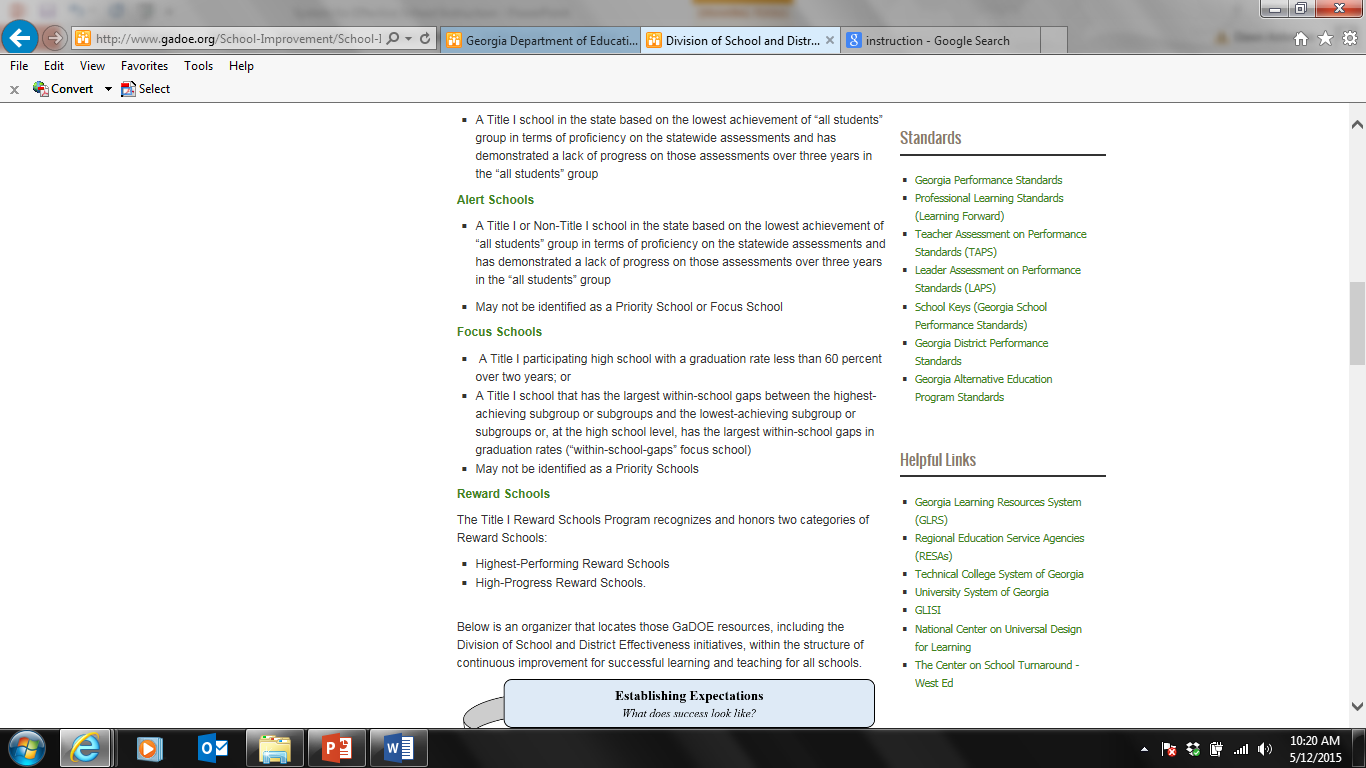 http://www.gadoe.org/School-Improvement/School-I
Georgia Department of Educati...
Division of School and Distr...
instruction - Google Search
File Edit View Favorites Tools Help
x Convert Select
▪ A Title I school in the state based on the lowest achievement of “all students”
group in terms of proficiency on the statewide assessments and has
demonstrated a lack of progress on those assessments over three years in
the “all students” group
Alert Schools
▪ A Title I or Non-Title I school in the state based on the lowest achievement of
“all students” group in terms of proficiency on the statewide assessments and
has demonstrated a lack of progress on those assessments over three years
in the “all students” group
▪ May not be identified as a Priority School or Focus School
Focus Schools
▪ A Title I participating high school with a graduation rate less than 60 percent
over two years; or
▪ A Title I school that has the largest within-school gaps between the highest-
achieving subgroup or subgroups and the lowest-achieving subgroup or
subgroups or, at the high school level, has the largest within-school gaps in
graduation rates (“within-school-gaps” focus school)
▪ May not be identified as a Priority Schools
Reward Schools
The Title I Reward Schools Program recognizes and honors two categories of
Reward Schools:
▪ Highest-Performing Reward Schools
▪ High-Progress Reward Schools.
Below is an organizer that locates those GaDOE resources, including the
Division of School and District Effectiveness initiatives, within the structure of
continuous improvement for successful learning and teaching for all schools.
Establishing Expectations
What does success look like?
Standards
▪ Georgia Performance Standards
▪ Professional Learning Standards
(Learning Forward)
▪ Teacher Assessment on Performance
Standards (TAPS)
▪ Leader Assessment on Performance
Standards (LAPS)
▪ School Keys (Georgia School
Performance Standards)
▪ Georgia District Performance
Standards
▪ Georgia Alternative Education
Program Standards
Helpful Links
▪ Georgia Learning Resources System
(GLRS)
▪ Regional Education Service Agencies
(RESAs)
▪ Technical College System of Georgia
▪ University System of Georgia
▪ GLISI
▪ National Center on Universal Design
for Learning
▪ The Center on School Turnaround -
West Ed
10:20 AM
5/12/2015